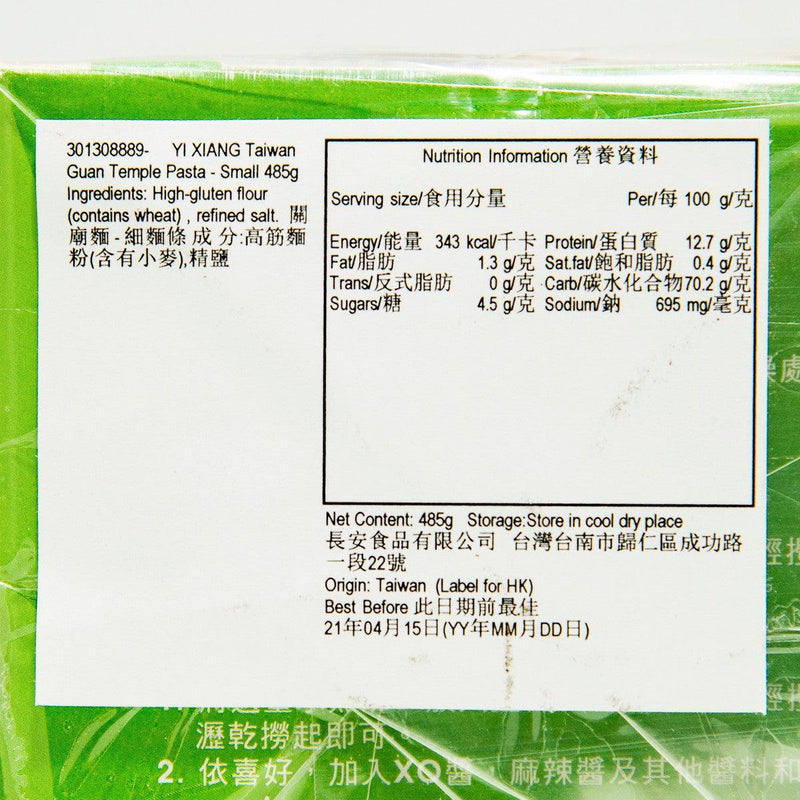 301308889- YI XIANG Taiwan
Guan Temple Pasta - Small 485g
Ingredients: High-gluten flour
(contains wheat) , refined salt. 關
廟麵 - 細麵條 成 分:高筋麵
粉(含有小麥),精鹽
Nutrition Information 營養資料
Serving size/食用分量 Per/每 100 g/克
Energy/能量 343 kcal/千卡 Protein/蛋白質 12.7 g/克
Fat/脂肪 1.3 g/克 Sat.fat/飽和脂肪 0.4 g/克
Trans/反式脂肪 0 g/克 Carb/碳水化合物70.2 g/克
Sugars/糖 4.5 g/克 Sodium/鈉 695 mg/毫克
Net Content: 485g Storage:Store in cool dry place
長安食品有限公司 台灣台南市歸仁區成功路
一段22號
Origin: Taiwan (Label for HK)
Best Before 此日期前最佳
21年04月15日(YY年MM月DD日)
瀝乾撈起即可。
2. 依喜好，加入XO醬，麻辣醬及其他醬料和